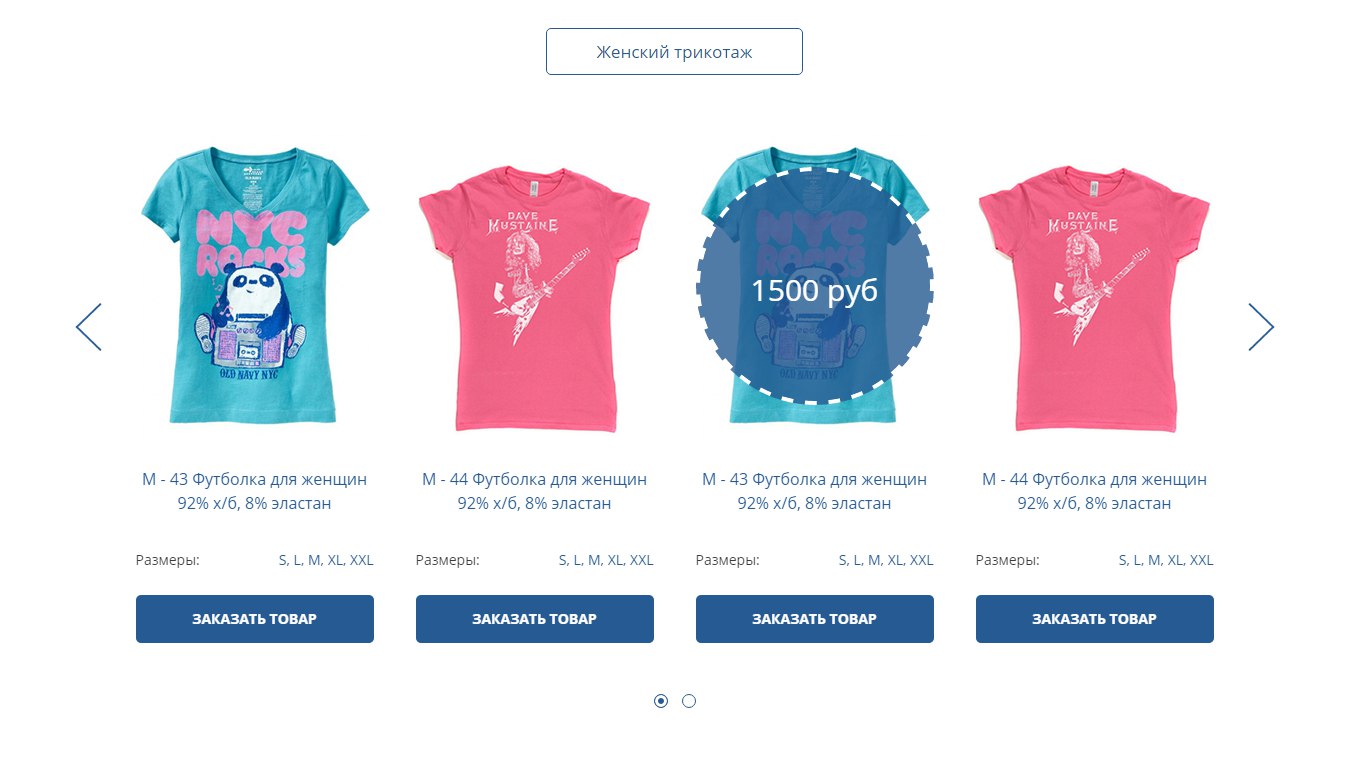 Женский трикотаж
NYC
ROCKS
OLD NAVY NYC
DAVE
MUSTAINE
NYC
ROCKS
1500 руб
OLD NAVY NYC
DAVE
MUSTAINE
М - 43 Футболка для женщин
92% х/б, 8% эластан
М - 44 Футболка для женщин
92% х/б, 8% эластан
М - 43 Футболка для женщин
92% х/б, 8% эластан
М - 44 Футболка для женщин
92% х/б, 8% эластан
Размеры: S, L, M, XL, XXL
Размеры: S, L, M, XL, XXL
Размеры: S, L, M, XL, XXL
Размеры: S, L, M, XL, XXL
ЗАКАЗАТЬ ТОВАР
ЗАКАЗАТЬ ТОВАР
ЗАКАЗАТЬ ТОВАР
ЗАКАЗАТЬ ТОВАР